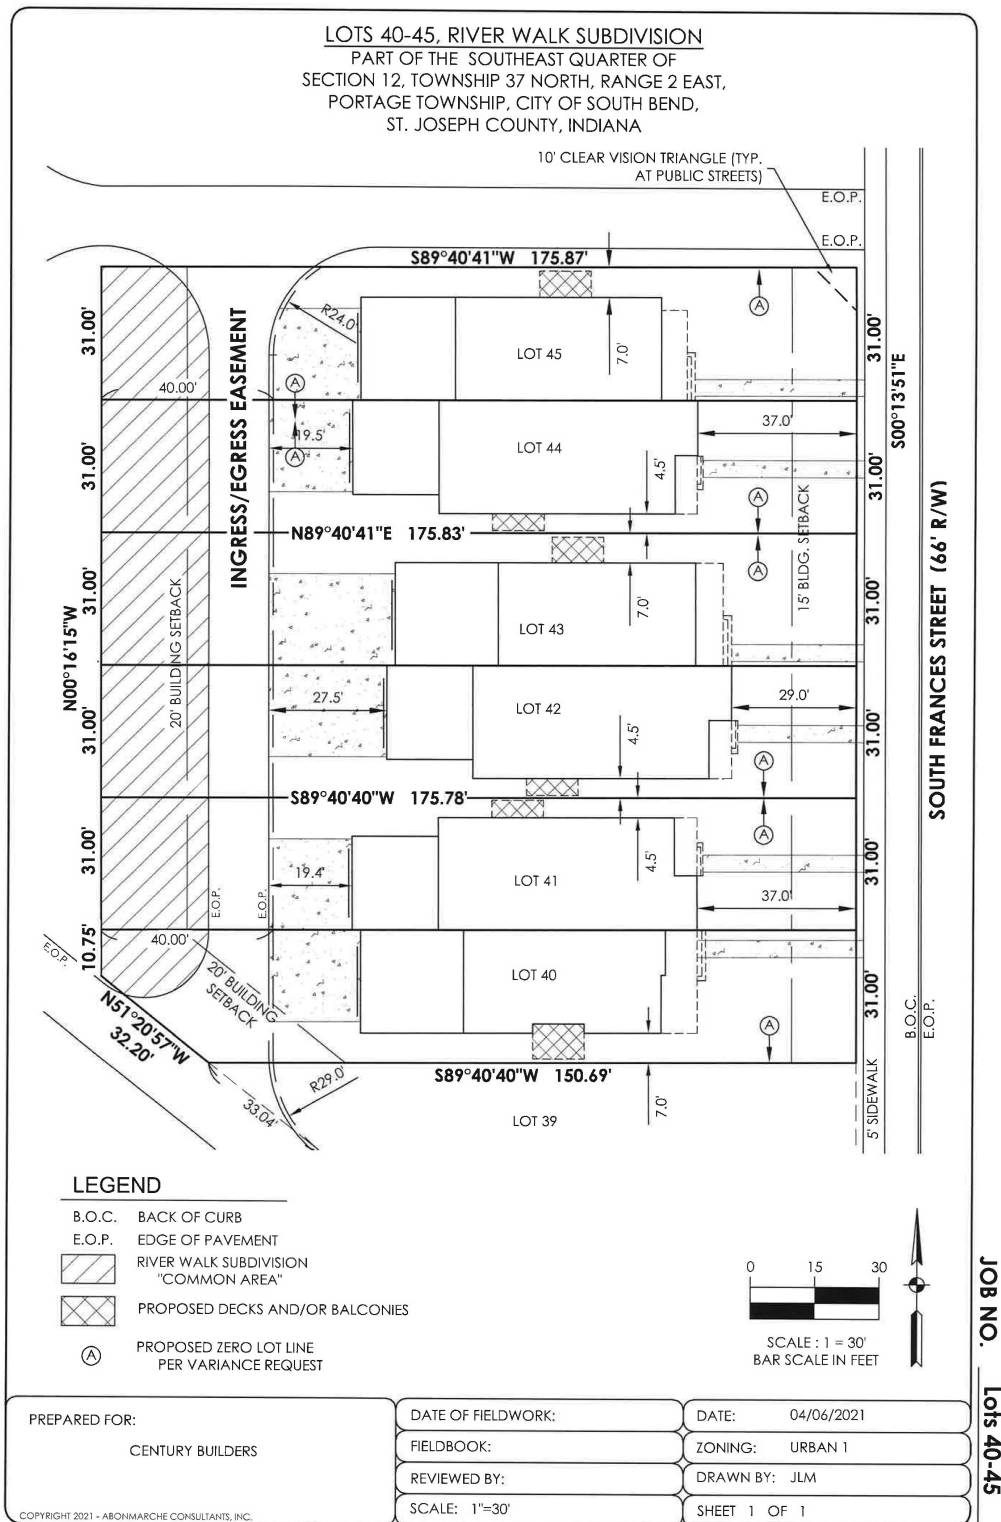 LOTS 40-45, RIVER WALK SUBDIVISION
PART OF THE SOUTHEAST QUARTER OF
SECTION 12, TOWNSHIP 37 NORTH, RANGE 2 EAST,
PORTAGE TOWNSHIP, CITY OF SOUTH BEND,
ST. JOSEPH COUNTY, INDIANA
10' CLEAR VISION TRIANGLE (TYP.
AT PUBLIC STREETS)
E.O.P.
E.O.P.
S89°40'41"W 175.87'
A
31.00'
R24.0'
LOT 45
7.0'
31.00'
S00°13'51"E
INGRESS/EGRESS EASEMENT
40.00'
A
37.0'
19.5'
LOT 44
31.00'
A
4.5'
31.00'
A
N89°40'41"E 175.83'
A
15' BLDG. SETBACK
SOUTH FRANCES STREET (66' R/W)
31.00'
7.0'
31.00'
LOT 43
20' BUILDING SETBACK
N00°16'15"W
27.5'
29.0'
LOT 42
31.00'
4.5'
31.00'
A
S89°40'40"W 175.78'
A
31.00'
4.5'
31.00'
19.4'
LOT 41
37.0'
E.O.P.
E.O.P.
10.75'
40.00'
E.O.P.
20' BUILDING
SETBACK
LOT 40
31.00'
N51°20'57"W
32.20'
A
B.O.C.
E.O.P.
S89°40'40"W 150.69'
R29.0'
33.04'
7.0'
LOT 39
5' SIDEWALK
LEGEND
B.O.C. BACK OF CURB
E.O.P. EDGE OF PAVEMENT
RIVER WALK SUBDIVISION
"COMMON AREA"
PROPOSED DECKS AND/OR BALCONIES
A PROPOSED ZERO LOT LINE
PER VARIANCE REQUEST
0 15 30
SCALE : 1 = 30'
BAR SCALE IN FEET
JOB NO. Lots 40-45
PREPARED FOR:
CENTURY BUILDERS
COPYRIGHT 2021 - ABONMARCHE CONSULTANTS, INC.
DATE OF FIELDWORK:
FIELDBOOK:
REVIEWED BY:
SCALE: 1"=30'
DATE: 04/06/2021
ZONING: URBAN 1
DRAWN BY: JLM
SHEET 1 OF 1